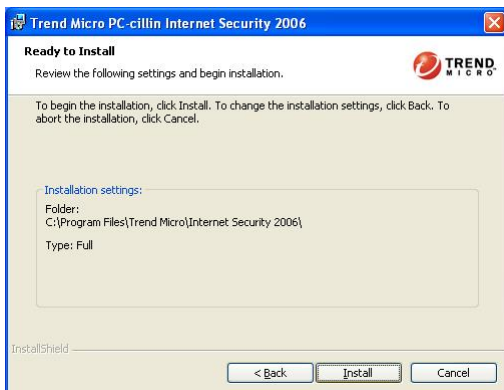 Trend Micro PC-cillin Internet Security 2006
Ready to Install
Review the following settings and begin installation.
TREND
MICRO
To begin the installation, click Install. To change the installation settings, click Back. To
abort the installation, click Cancel.
Installation settings:
Folder:
C:\Program Files\Trend Micro\Internet Security 2006\
Type: Full
InstallShield
< Back
Install
Cancel